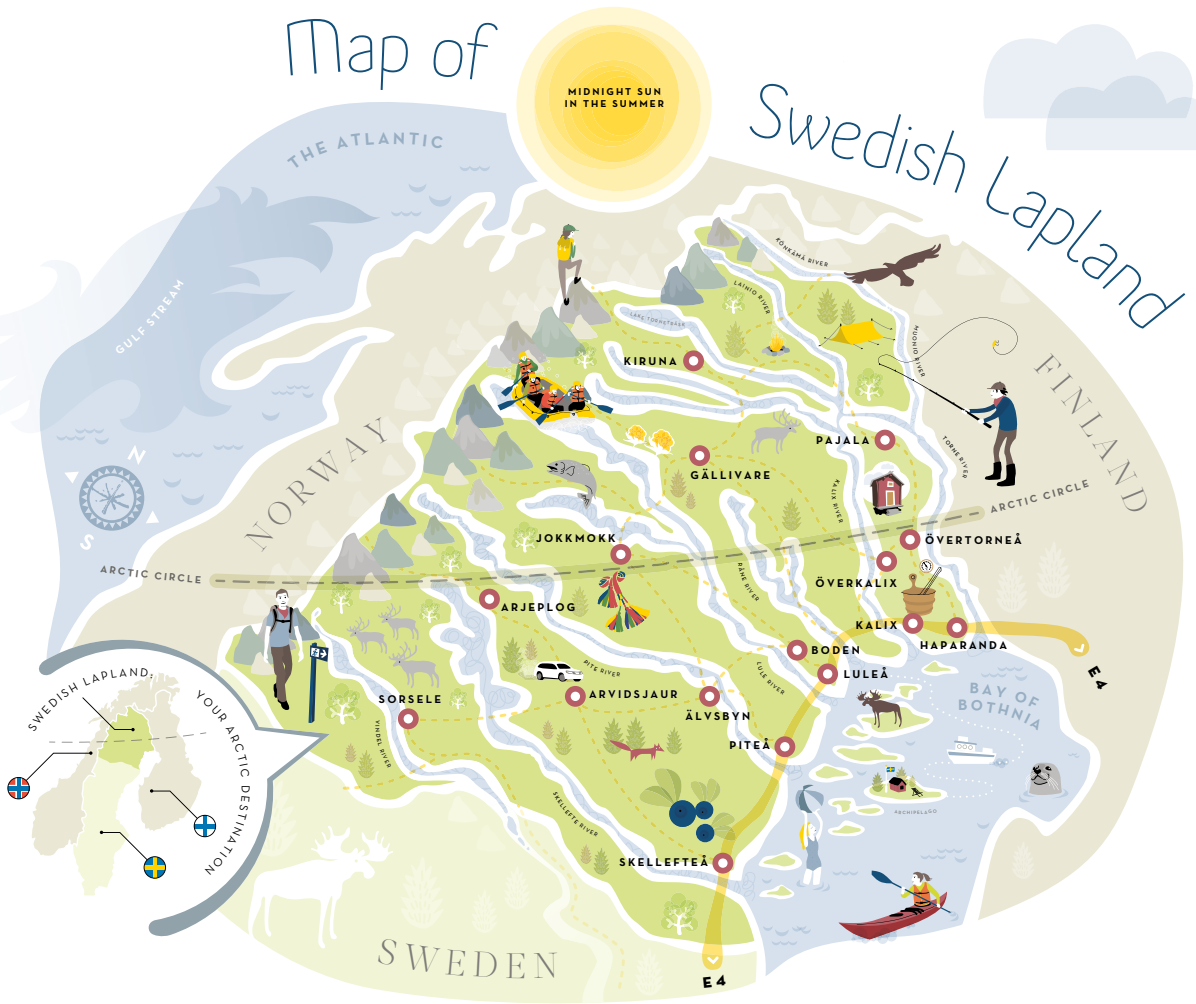 Map of
Swedish Lapland
MIDNIGHT SUN
IN THE SUMMER
THE ATLANTIC
GULF STREAM
KÖNKÄMÄ RIVER
LAINIO RIVER
LAKE TORNETRÄSK
MUONIO RIVER
KIRUNA
FINLAND
NORWAY
PAJALA
TORNE RIVER
GÄLLIVARE
KALIX RIVER
N
S
ARCTIC CIRCLE
JOKKMOKK
ÖVERTORNEÅ
ARCTIC CIRCLE
RÅNE RIVER
ÖVERKALIX
ARJEPLOG
KALIX
HAPARANDA
BODEN
E4
PITE RIVER
LULE RIVER
LULEÅ
SWEDISH LAPLAND:
YOUR ARCTIC DESTINATION
SORSELE
ARVIDSJAUR
ÄLVSBYN
BAY OF
BOTHNIA
VINDEL RIVER
PITEÅ
SKELLEFTE RIVER
ARCHIPELAGO
SKELLEFTEÅ
SWEDEN
E4